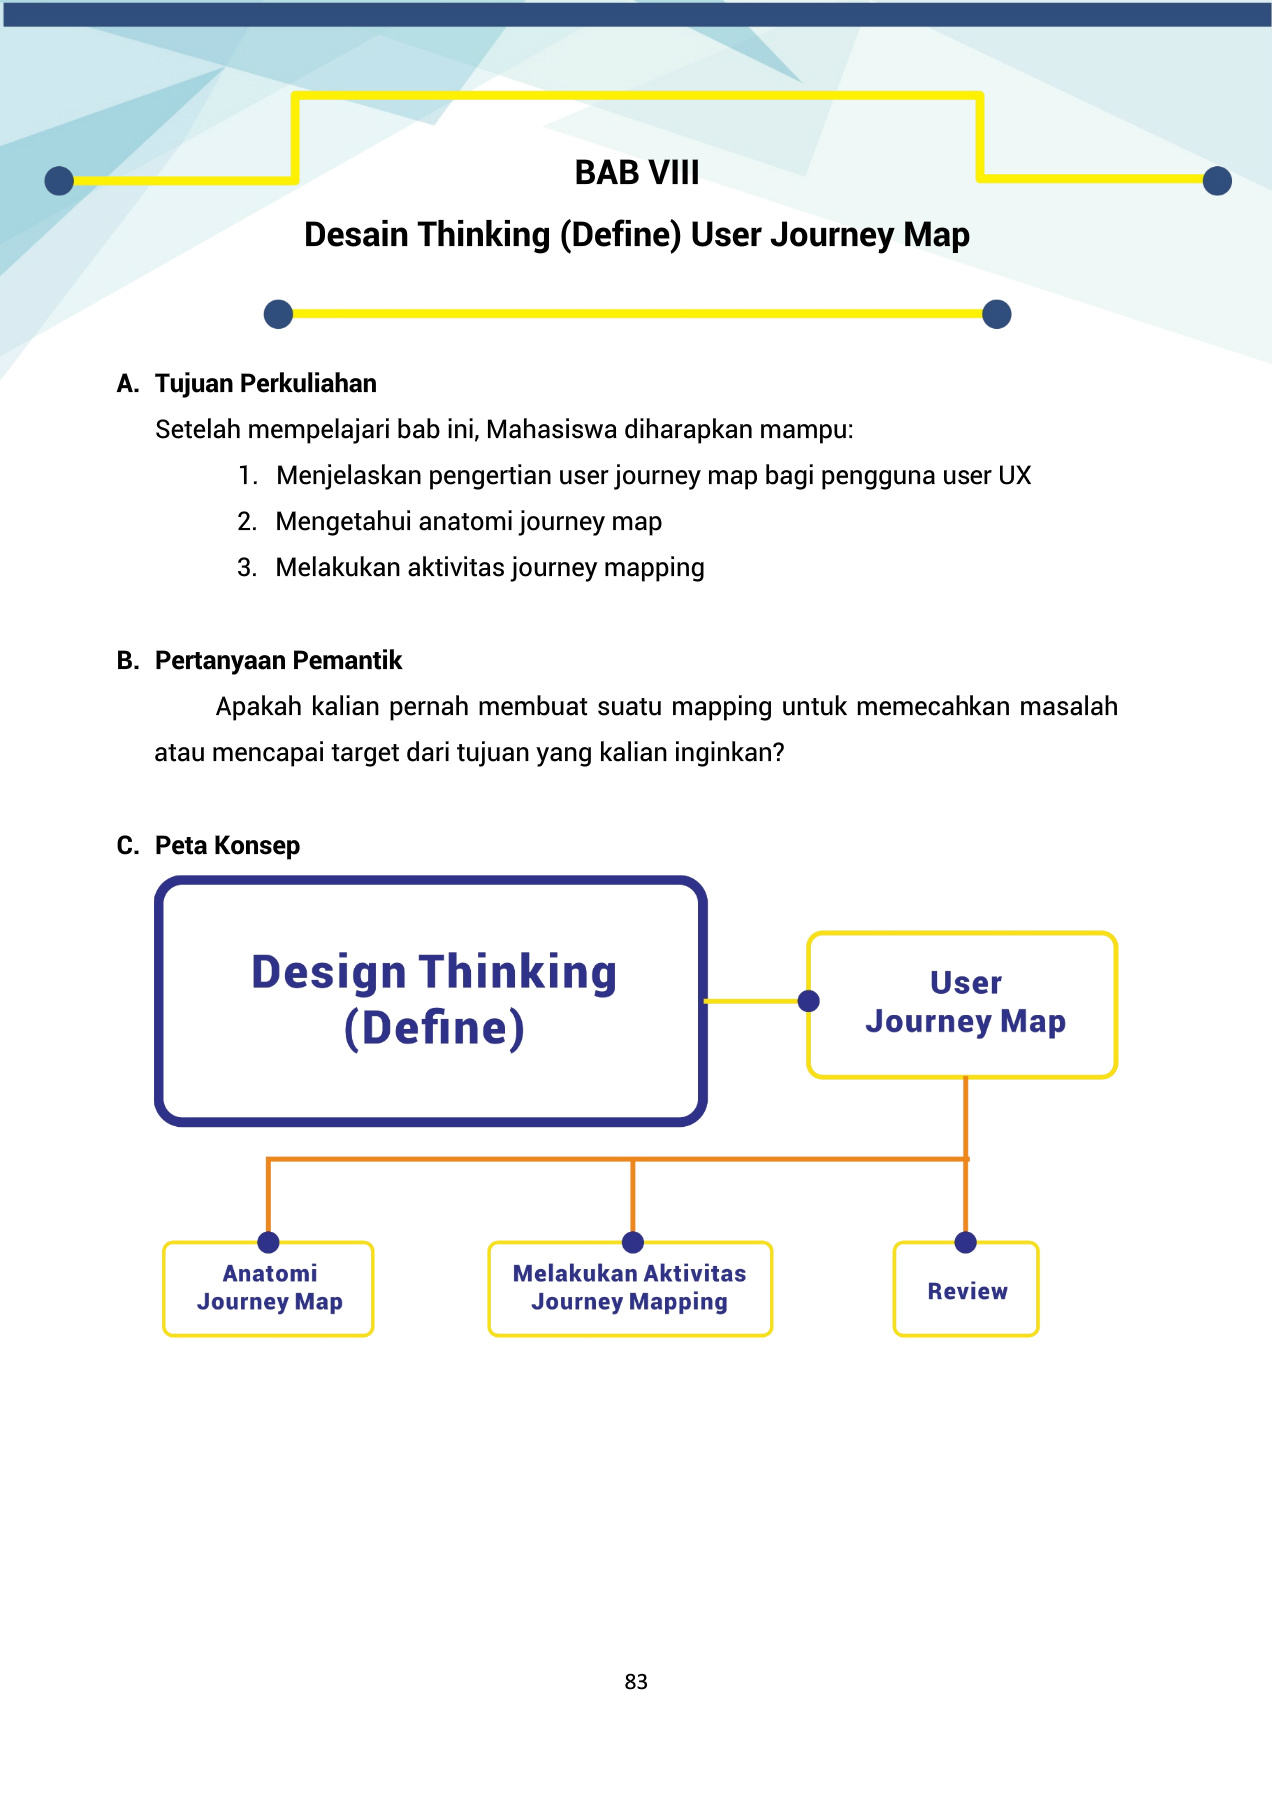 BAB VIII
Desain Thinking (Define) User Journey Map
A. Tujuan Perkuliahan
Setelah mempelajari bab ini, Mahasiswa diharapkan mampu:
1. Menjelaskan pengertian user journey map bagi pengguna user UX
2. Mengetahui anatomi journey map
3. Melakukan aktivitas journey mapping
B. Pertanyaan Pemantik
Apakah kalian pernah membuat suatu mapping untuk memecahkan masalah
atau mencapai target dari tujuan yang kalian inginkan?
C. Peta Konsep
Design Thinking
(Define)
User
Journey Map
Anatomi
Journey Map
Melakukan Aktivitas
Journey Mapping
Review
83